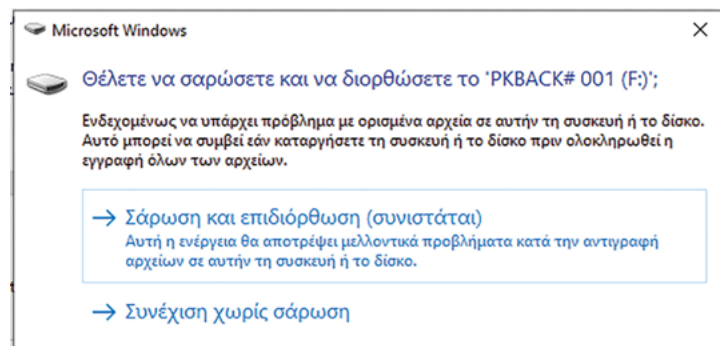 Microsoft Windows
Θέλετε να σαρώσετε και να διορθώσετε το 'PKBACK# 001 (F:)';
Ενδεχομένως να υπάρχει πρόβλημα με ορισμένα αρχεία σε αυτήν τη συσκευή ή το δίσκο.
Αυτό μπορεί να συμβεί εάν καταργήσετε τη συσκευή ή το δίσκο πριν ολοκληρωθεί η
εγγραφή όλων των αρχείων.
→ Σάρωση και επιδιόρθωση (συνιστάται)
Αυτή η ενέργεια θα αποτρέψει μελλοντικά προβλήματα κατά την αντιγραφή
αρχείων σε αυτήν τη συσκευή ή το δίσκο.
→ Συνέχιση χωρίς σάρωση